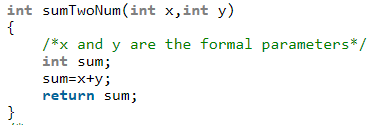 int sumTwoNum(int x,int y)
{
/*x and y are the formal parameters*/
int sum;
sum=x+y;
return sum;
}